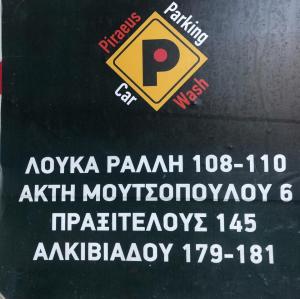 Piraeus Parking
P
Car Wash
ΛΟΥΚΑ ΡΑΛΛΗ 108-110
ΑΚΤΗ ΜΟΥΤΣΟΠΟΥΛΟΥ 6
ΠΡΑΞΙΤΕΛΟΥΣ 145
ΑΛΚΙΒΙΑΔΟΥ 179-181